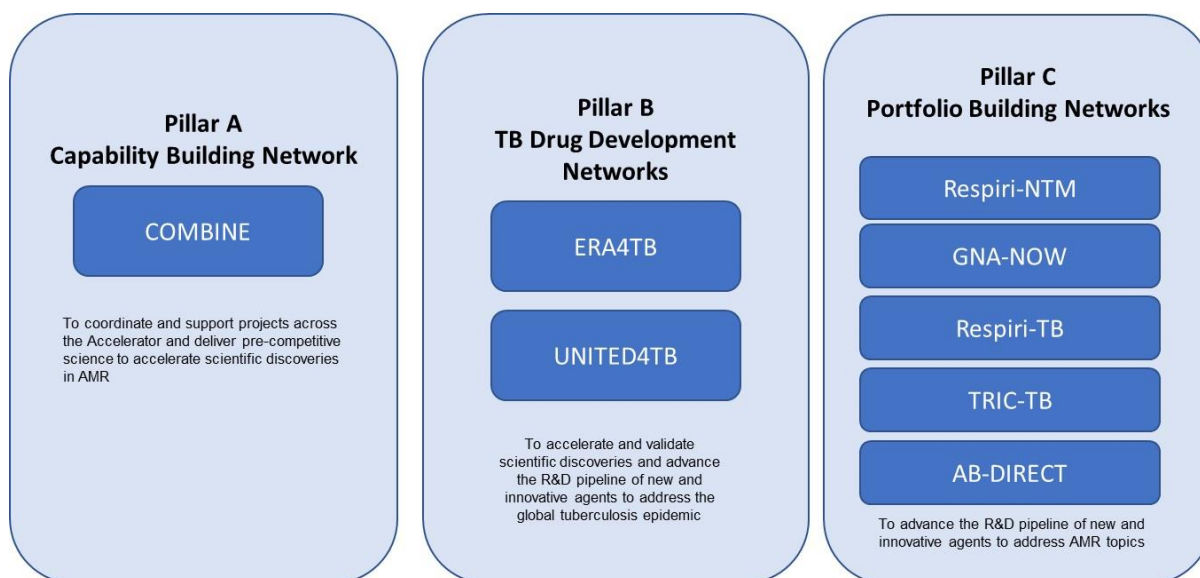 Pillar A
Capability Building Network
COMBINE
To coordinate and support projects across
the Accelerator and deliver pre-competitive
science to accelerate scientific discoveries
in AMR
Pillar B
TB Drug Development
Networks
ERA4TB
UNITED4TB
To accelerate and validate
scientific discoveries and advance
the R&D pipeline of new and
innovative agents to address the
global tuberculosis epidemic
Pillar C
Portfolio Building Networks
Respiri-NTM
GNA-NOW
Respiri-TB
TRIC-TB
AB-DIRECT
To advance the R&D pipeline of new and
innovative agents to address AMR topics